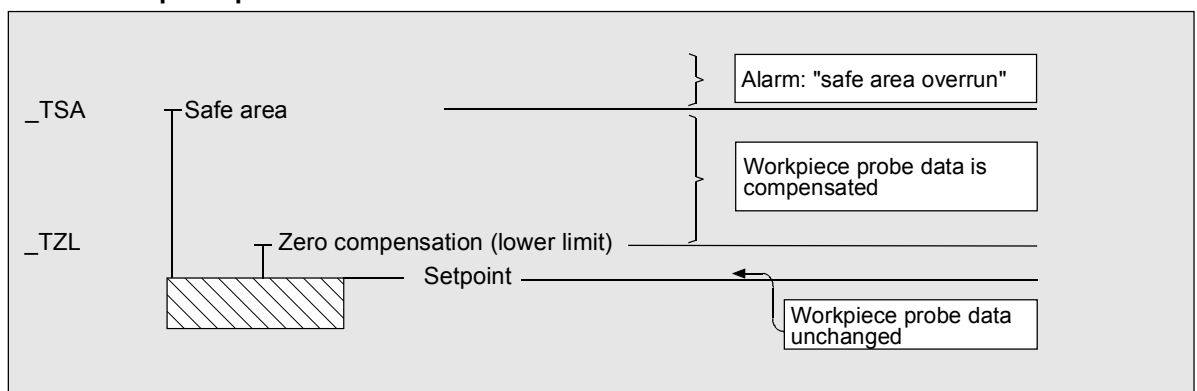 Alarm: "safe area overrun"
_TSA
Safe area
Workpiece probe data is
compensated
_TZL
Zero compensation (lower limit)
Setpoint
Workpiece probe data
unchanged